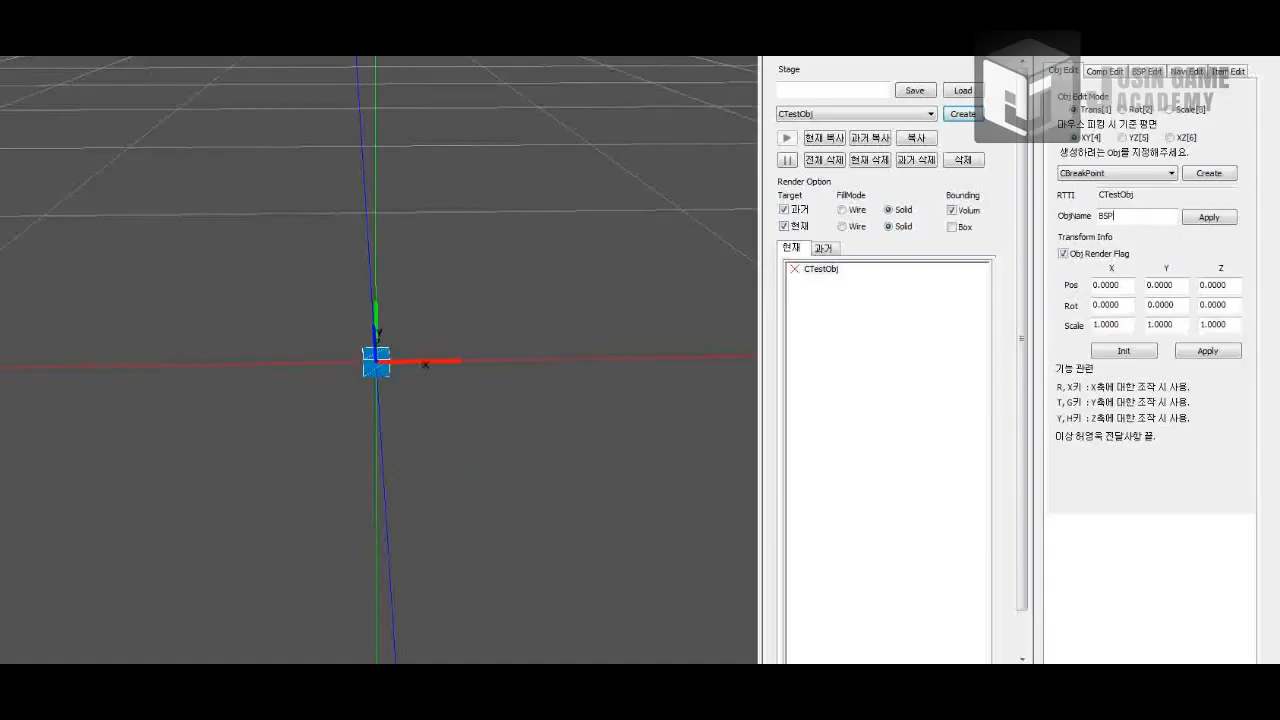 Stage
Save
Load
CTestObj
Create
현재 복사
과거 복사
복사
전체 삭제
현재 삭제
과거 삭제
삭제
Render Option
Target
FillMode
Bounding
과거
Wire
Solid
Volum
현재
Wire
Solid
Box
현재
과거
CTestObj
Obj Edit
Comp Edit
BSP Edit
Navi Edit
Item Edit
Obj Edit Mode
Trans[1]
Rot[2]
Scale[3]
마우스 피킹 시 기준 평면
XY[4]
YZ[5]
XZ[6]
생성하려는 Obj를 지정해주세요.
CBreakPoint
Create
RTTI
CTestObj
ObjName
BSP
Apply
Transform Info
Obj Render Flag
X
Y
Z
Pos
0.0000
0.0000
0.0000
Rot
0.0000
0.0000
0.0000
Scale
1.0000
1.0000
1.0000
Init
Apply
기능 관련
R, X키 : X축에 대한 조작 시 사용.
T, G키 : Y축에 대한 조작 시 사용.
Y, H키 : Z축에 대한 조작 시 사용.
이상 허영욱 전달사항 끝.
Y
X
USIN GAME
ACADEMY